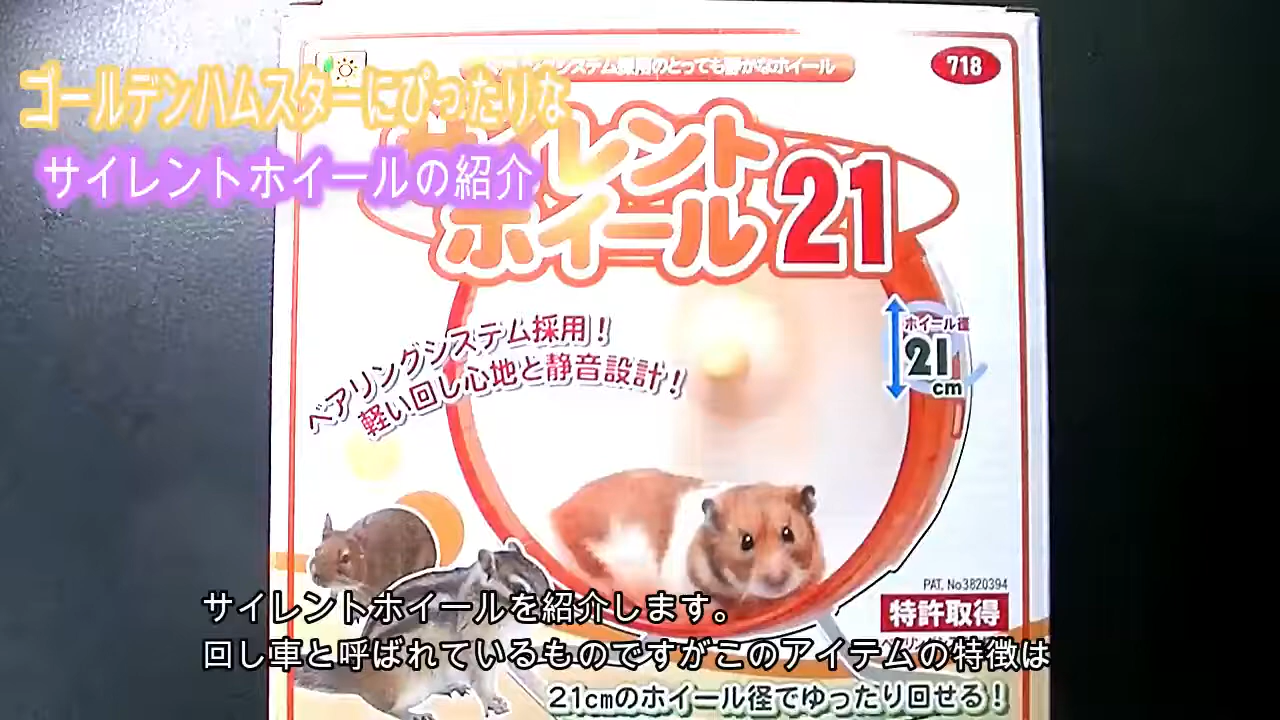 ゴールデンハムスターにぴったりな
サイレントホイールの紹介
システム採用のとっても静かなホイール
718
サイレント
ホイール21
ベアリングシステム採用!
軽い回し心地と静音設計!
ホイール径
21
cm
PAT. No3820394
特許取得
サイレントホイールを紹介します。
回し車と呼ばれているものですがこのアイテムの特徴は
21cmのホイール径でゆったり回せる!